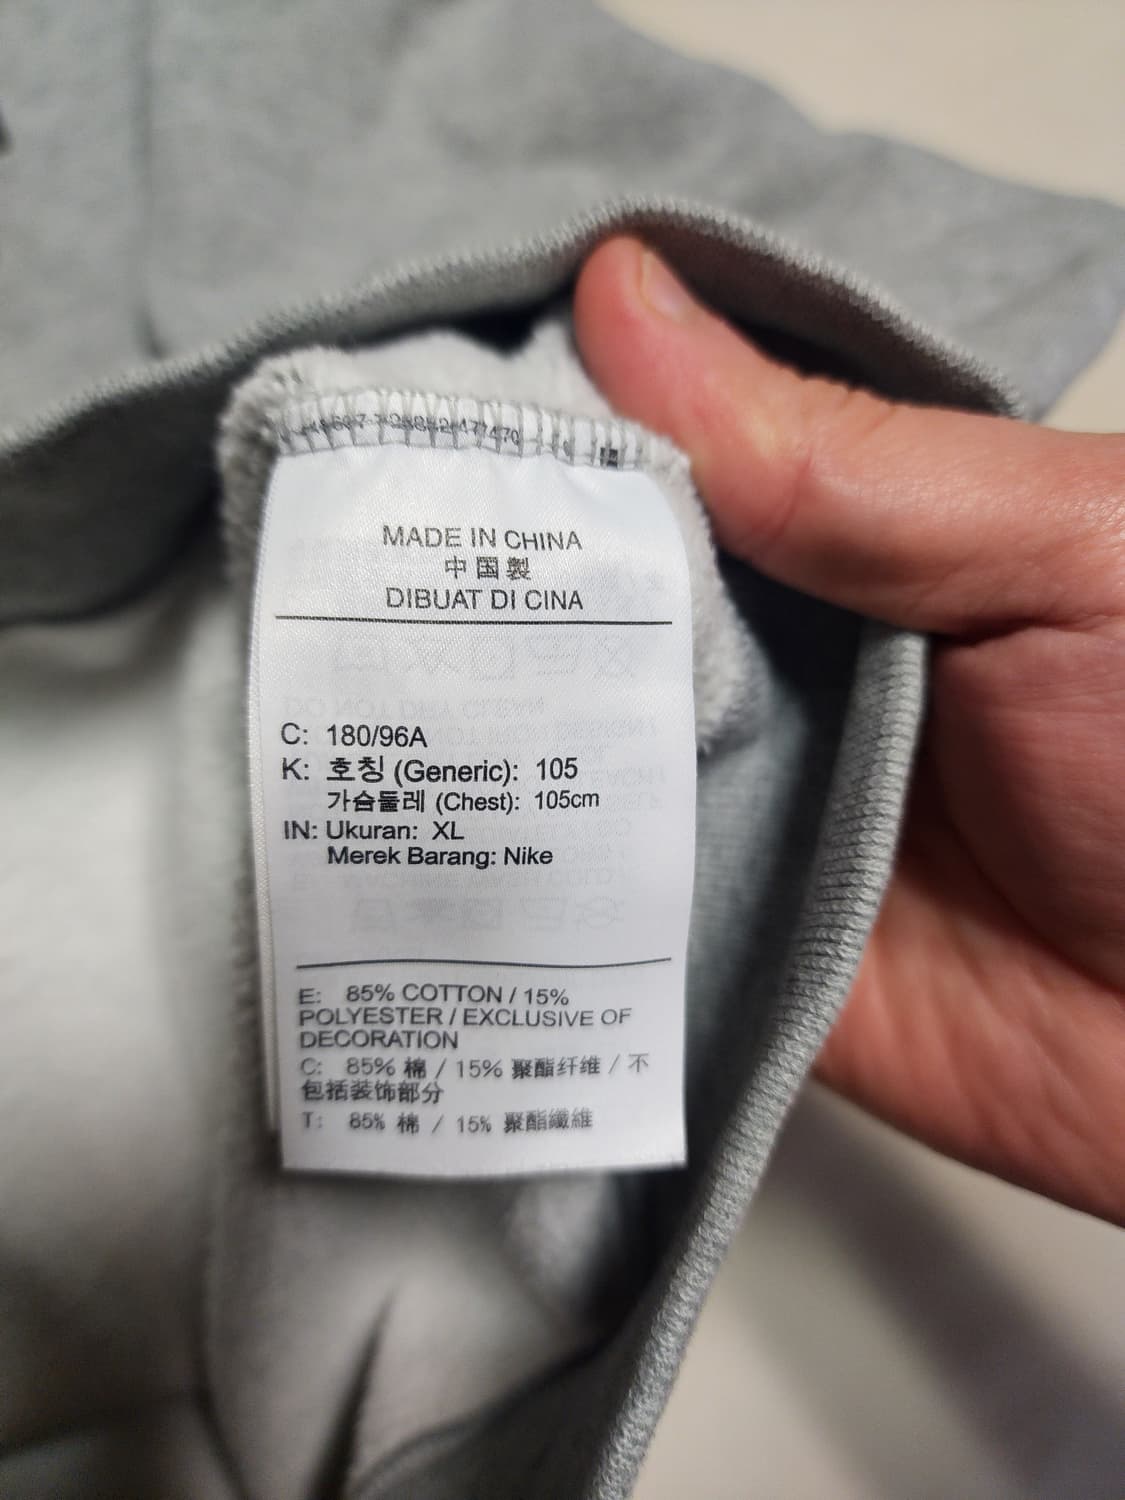 MADE IN CHINA
中国製
DIBUAT DI CINA
C: 180/96A
K: 호칭 (Generic): 105
가슴둘레 (Chest): 105cm
IN: Ukuran: XL
Merek Barang: Nike
E: 85% COTTON / 15%
POLYESTER / EXCLUSIVE OF
DECORATION
C: 85% 棉 / 15% 聚酯纤维 / 不
包括装饰部分
T: 85% 棉 / 15% 聚酯纖維